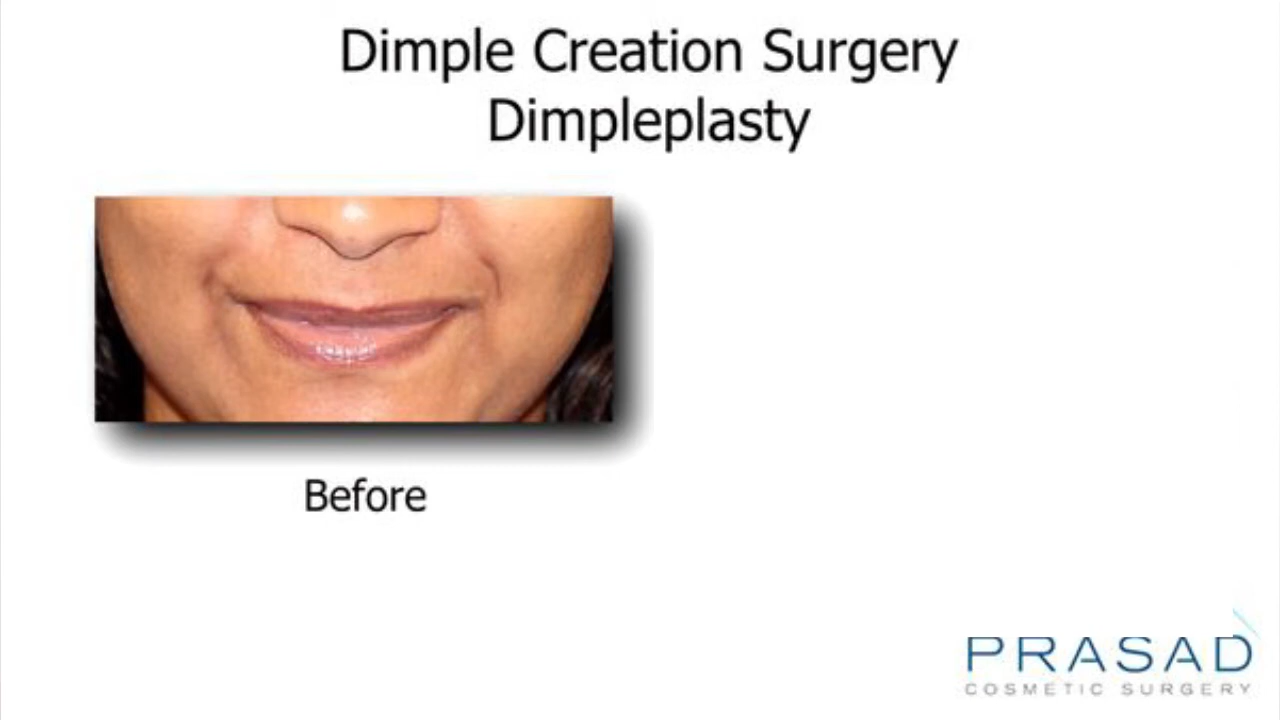 Dimple Creation Surgery
Dimpleplasty
Before
PRASAD
COSMETIC SURGERY